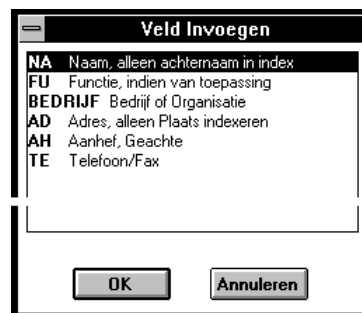 Veld Invoegen
NA Naam, alleen achternaam in index
FU Functie, indien van toepassing
BEDRIJF Bedrijf of Organisatie
AD Adres, alleen Plaats indexeren
AH Aanhef, Geachte
TE Telefoon/Fax
OK Annuleren